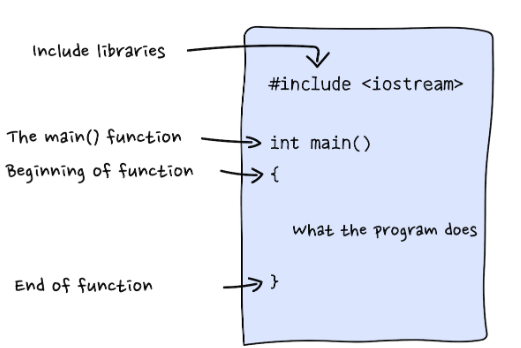 Include libraries
#include <iostream>
The main() function
int main()
Beginning of function
{
What the program does
End of function
}